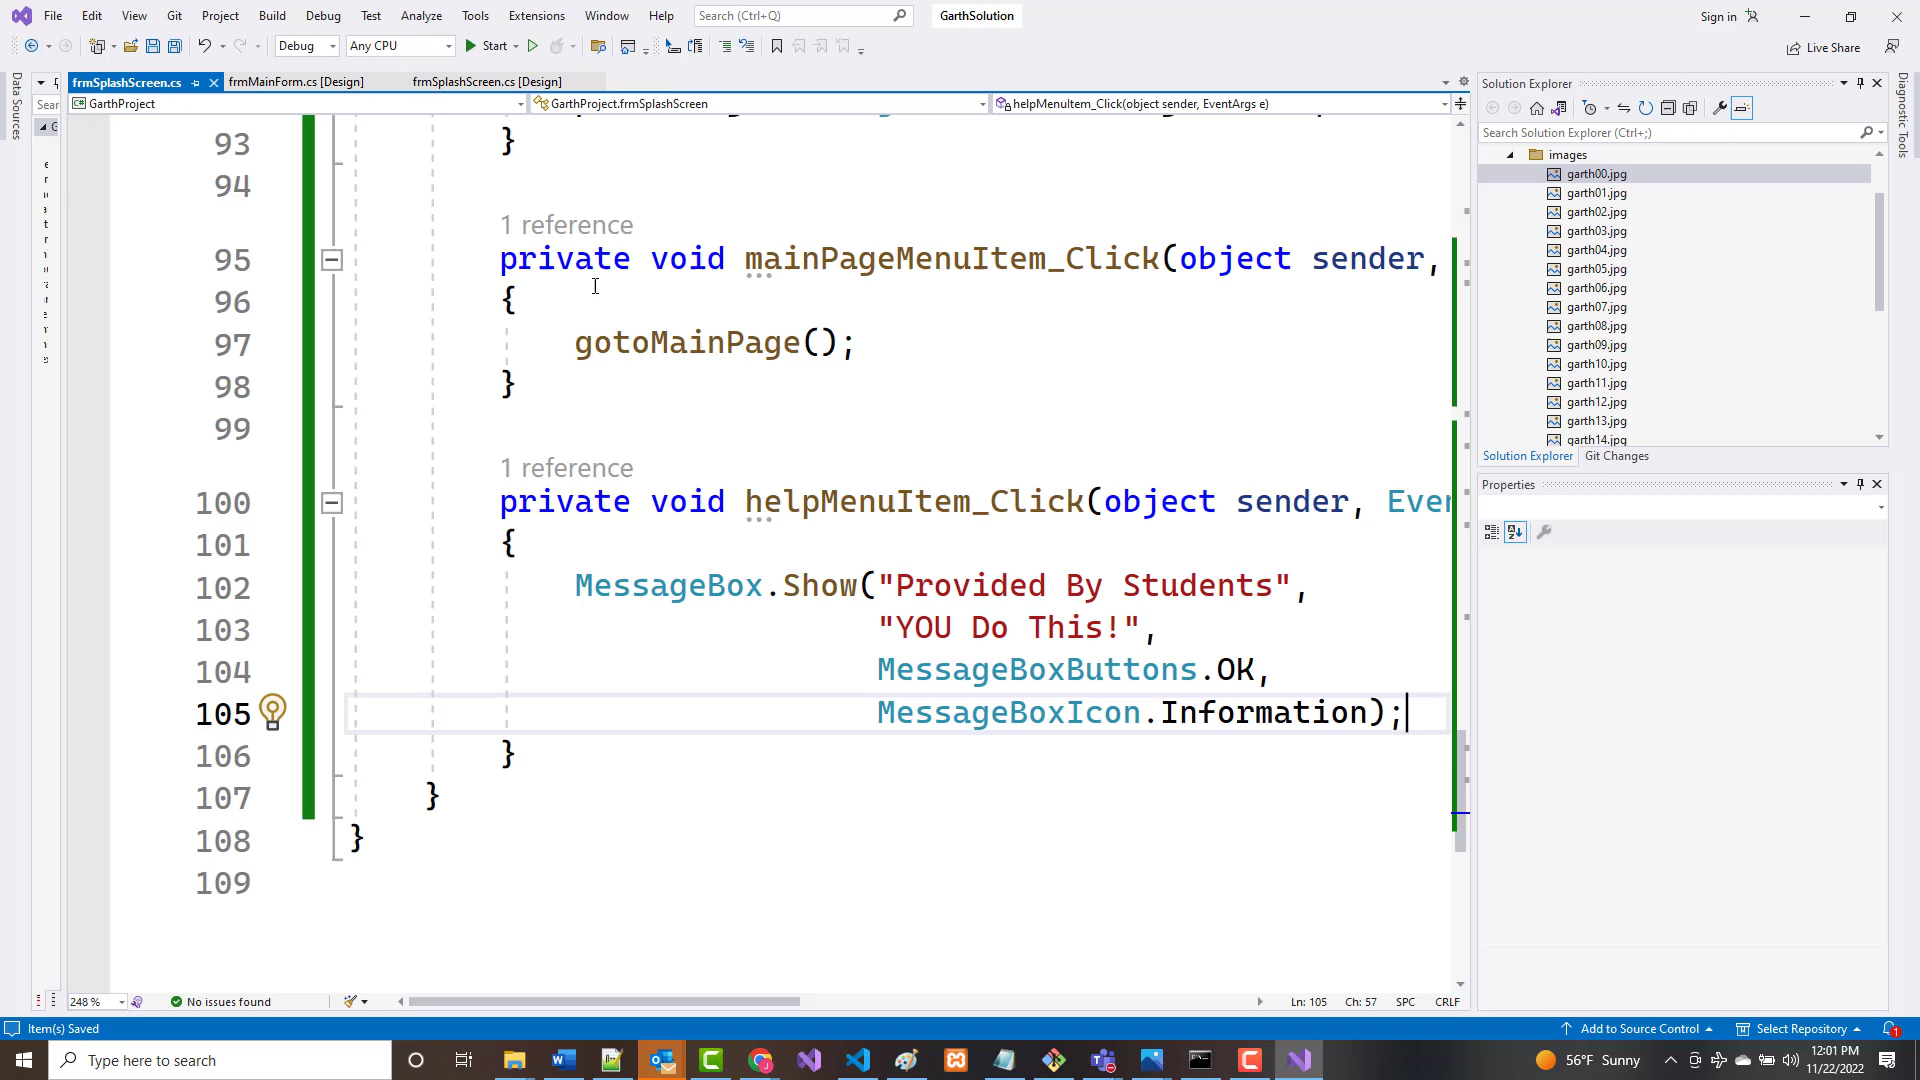 File Edit View Git Project Build Debug Test Analyze Tools Extensions Window Help Search (Ctrl+Q) GarthSolution Sign in
Debug Any CPU Start Live Share
Data Sources
frmSplashScreen.cs frmMainForm.cs [Design] frmSplashScreen.cs [Design]
Sear
GarthProject GarthProject.frmSplashScreen helpMenuItem_Click(object sender, EventArgs e)
93 }
94
1 reference
95 private void mainPageMenuItem_Click(object sender,
96 {
97 gotoMainPage();
98 }
99
1 reference
100 private void helpMenuItem_Click(object sender, Even
101 {
102 MessageBox.Show("Provided By Students",
103 "YOU Do This!",
104 MessageBoxButtons.OK,
105 MessageBoxIcon.Information);
106 }
107 }
108 }
109
248 % No issues found Ln: 105 Ch: 57 SPC CRLF
Solution Explorer
Search Solution Explorer (Ctrl+;)
images
garth00.jpg
garth01.jpg
garth02.jpg
garth03.jpg
garth04.jpg
garth05.jpg
garth06.jpg
garth07.jpg
garth08.jpg
garth09.jpg
garth10.jpg
garth11.jpg
garth12.jpg
garth13.jpg
garth14.jpg
Solution Explorer Git Changes
Properties
Diagnostic Tools
Item(s) Saved Add to Source Control Select Repository 1
Type here to search 56°F Sunny 12:01 PM
11/22/2022